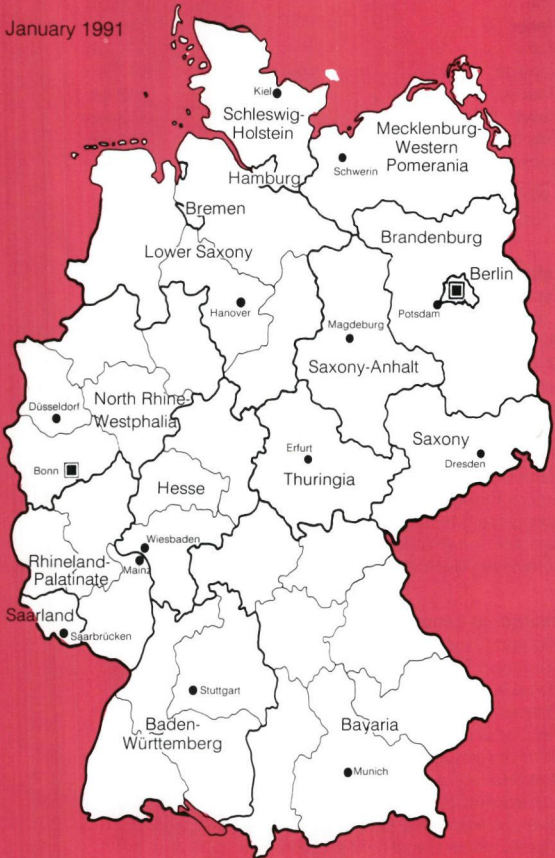 January 1991
Kiel
Schleswig-
Holstein
Mecklenburg-
Western
Pomerania
Schwerin
Hamburg
Bremen
Lower Saxony
Brandenburg
Berlin
Hanover
Potsdam
Magdeburg
Saxony-Anhalt
North Rhine-
Westphalia
Düsseldorf
Bonn
Saxony
Dresden
Erfurt
Thuringia
Hesse
Wiesbaden
Mainz
Rhineland-
Palatinate
Saarland
Saarbrücken
Stuttgart
Baden-
Württemberg
Bavaria
Munich